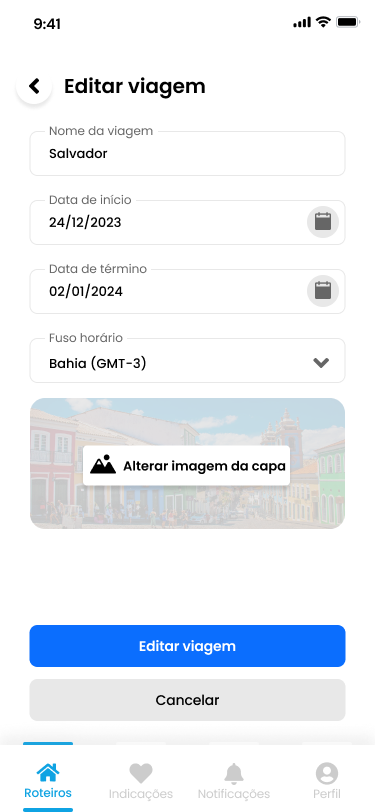 9:41
Editar viagem
Nome da viagem
Salvador
Data de início
24/12/2023
Data de término
02/01/2024
Fuso horário
Bahia (GMT-3)
Alterar imagem da capa
Editar viagem
Cancelar
Roteiros
Indicações
Notificações
Perfil